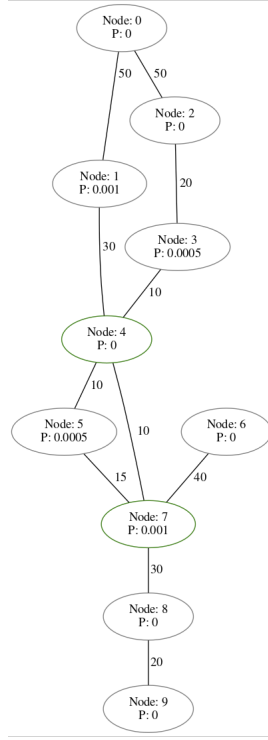 Node: 0
P: 0
50
50
Node: 2
P: 0
Node: 1
P: 0.001
20
30
Node: 3
P: 0.0005
10
Node: 4
P: 0
10
10
Node: 5
P: 0.0005
Node: 6
P: 0
15
40
Node: 7
P: 0.001
30
Node: 8
P: 0
20
Node: 9
P: 0